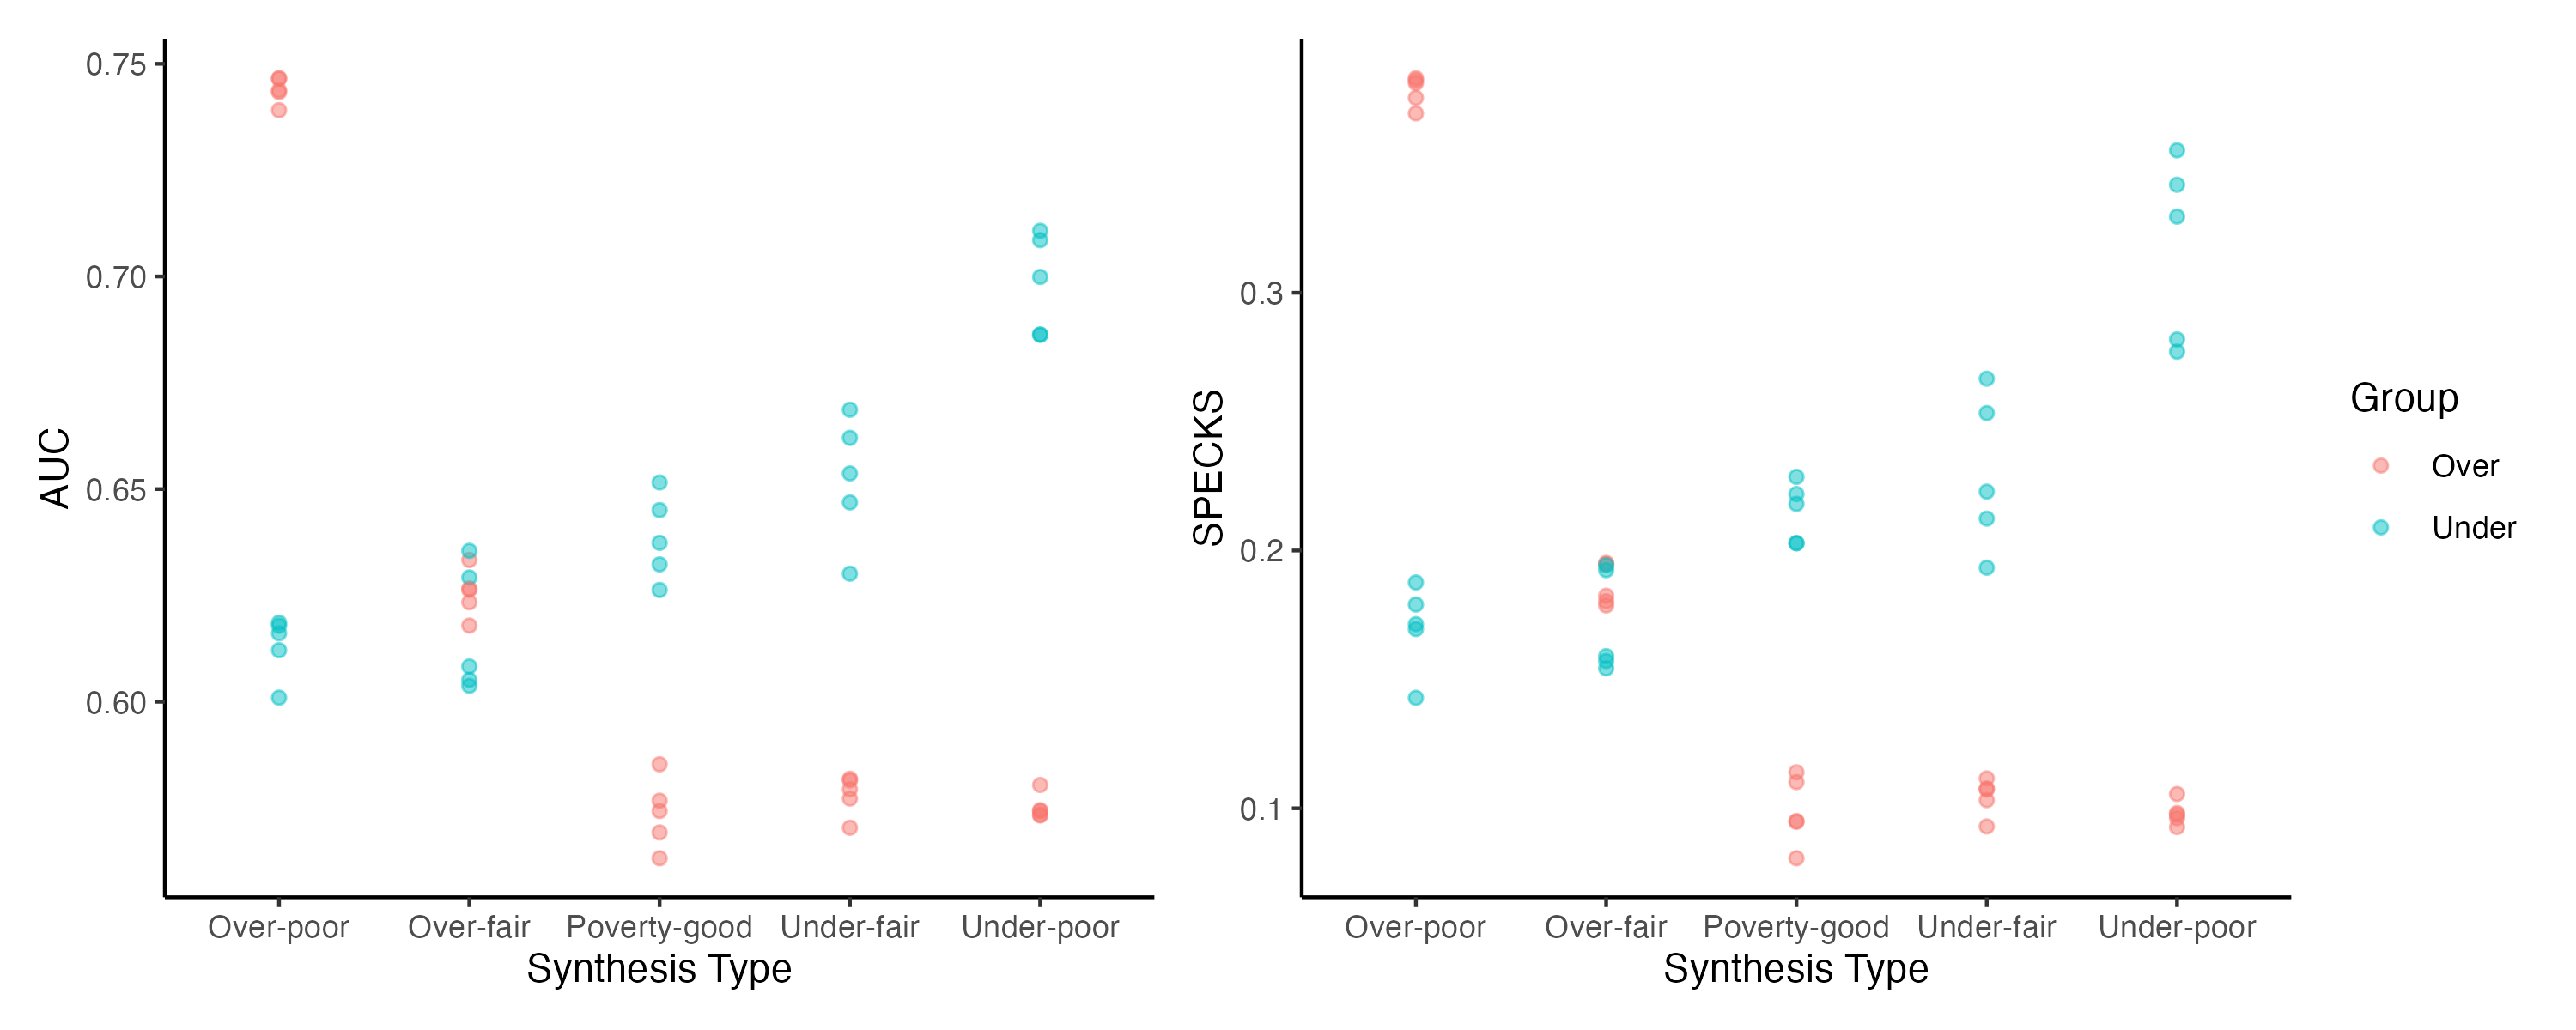 0.75
0.70
0.65
0.60
AUC
Over-poor
Over-fair
Poverty-good
Under-fair
Under-poor
Synthesis Type
0.3
0.2
0.1
SPECKS
Over-poor
Over-fair
Poverty-good
Under-fair
Under-poor
Synthesis Type
Group
Over
Under